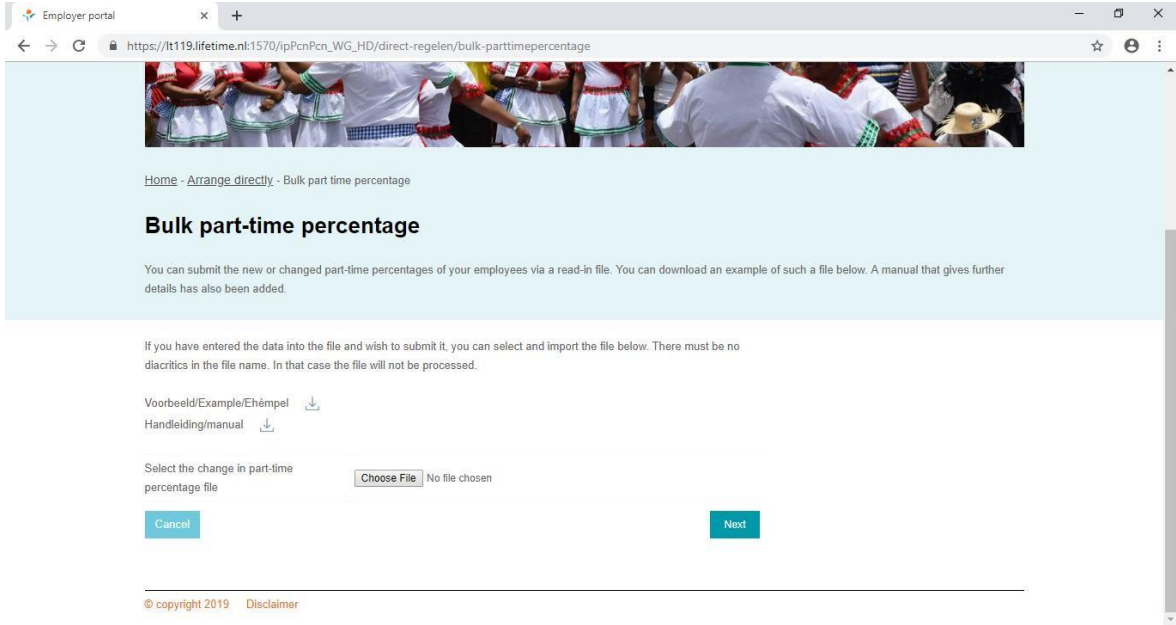 Employer portal
https://lt119.lifetime.nl:1570/ipPcnPcn_WG_HD/direct-regelen/bulk-parttimepercentage
Home - Arrange directly - Bulk part time percentage
Bulk part-time percentage
You can submit the new or changed part-time percentages of your employees via a read-in file. You can download an example of such a file below. A manual that gives further
details has also been added.
If you have entered the data into the file and wish to submit it, you can select and import the file below. There must be no
diacritics in the file name. In that case the file will not be processed.
Voorbeeld/Example/Ehèmpel
Handleiding/manual
Select the change in part-time
percentage file
Choose File No file chosen
Cancel
Next
© copyright 2019 Disclaimer